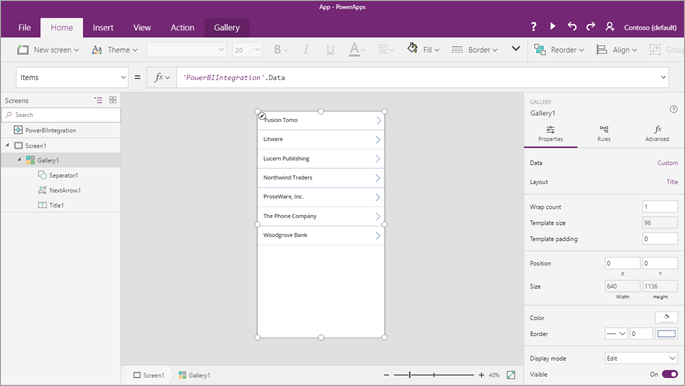 App - PowerApps
File Home Insert View Action Gallery ? Contoso (default)
New screen Theme 20 B I U A Fill Border Reorder Align Group
Items = fx 'PowerBIIntegration'.Data
Screens
Search
PowerBIIntegration
Screen1
Gallery1
Separator1
NextArrow1
Title1
Fusion Tomo
Litware
Lucern Publishing
Northwind Traders
ProseWare, Inc.
The Phone Company
Woodgrove Bank
GALLERY
Gallery1
Properties Rules Advanced
Data Custom
Layout Title
Wrap count 1
Template size 96
Template padding 0
Position 0 0
X Y
Size 640 1136
Width Height
Color
Border 0
Display mode Edit
Visible On
Screen1 Gallery1 - + 40%